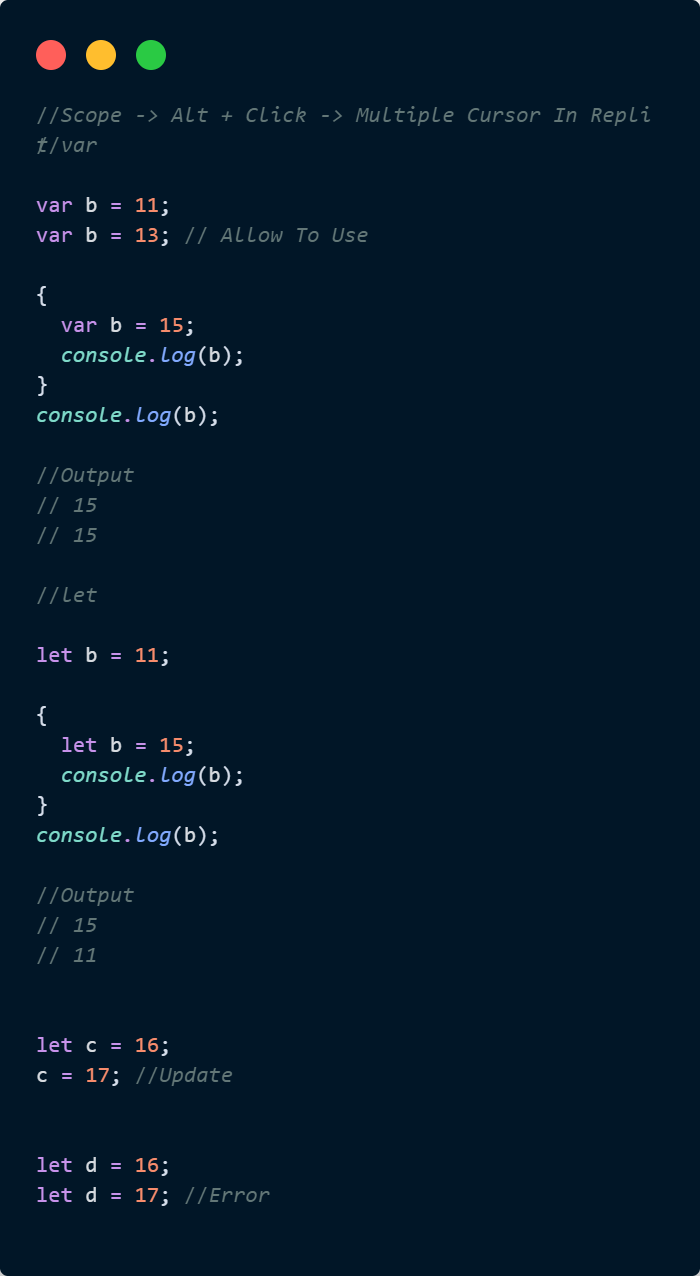 //Scope -> Alt + Click -> Multiple Cursor In Repli
t
//var
var b = 11;
var b = 13; // Allow To Use
{
  var b = 15;
  console.log(b);
}
console.log(b);
//Output
// 15
// 15
//let
let b = 11;
{
  let b = 15;
  console.log(b);
}
console.log(b);
//Output
// 15
// 11
let c = 16;
c = 17; //Update
let d = 16;
let d = 17; //Error